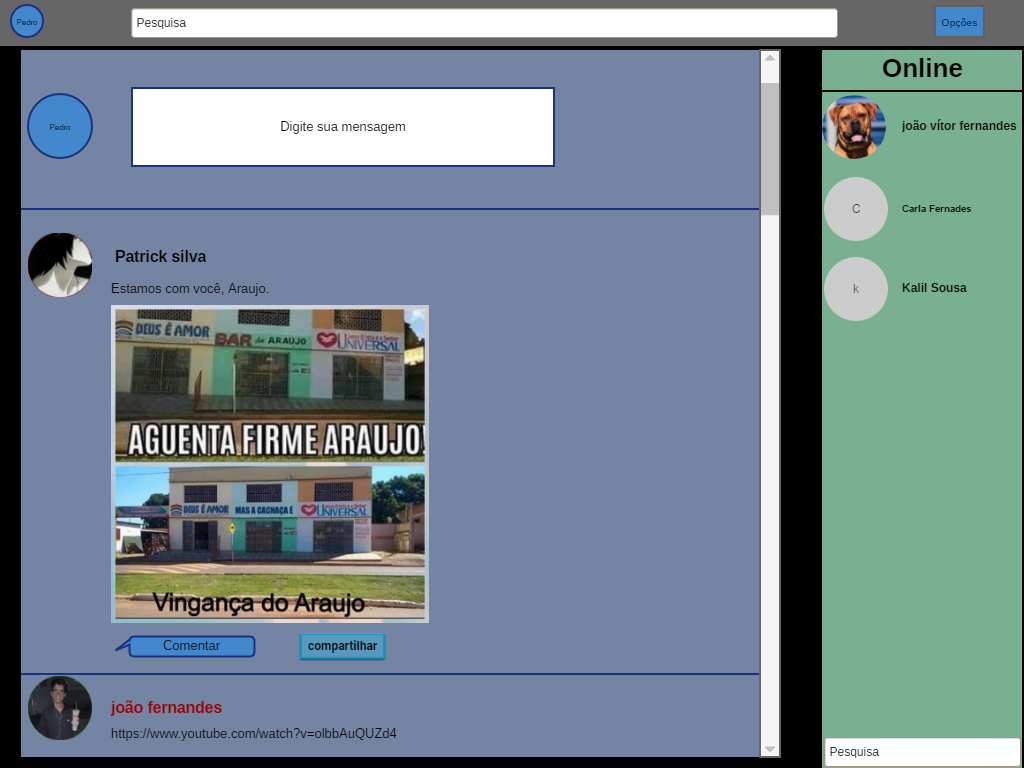 Pedro
Pesquisa
Opções
Online
Pedro
Digite sua mensagem
joão vítor fernandes
C
Carla Fernades
k
Kalil Sousa
Patrick silva
Estamos com você, Araujo.
DEUS É AMOR
BAR do ARAUJO
UNIVERSAL
AGUENTA FIRME ARAUJO!
DEUS É AMOR
MAS A CACHAÇA É
UNIVERSAL
Vingança do Araujo
Comentar
compartilhar
joão fernandes
https://www.youtube.com/watch?v=olbbAuQUZd4
Pesquisa